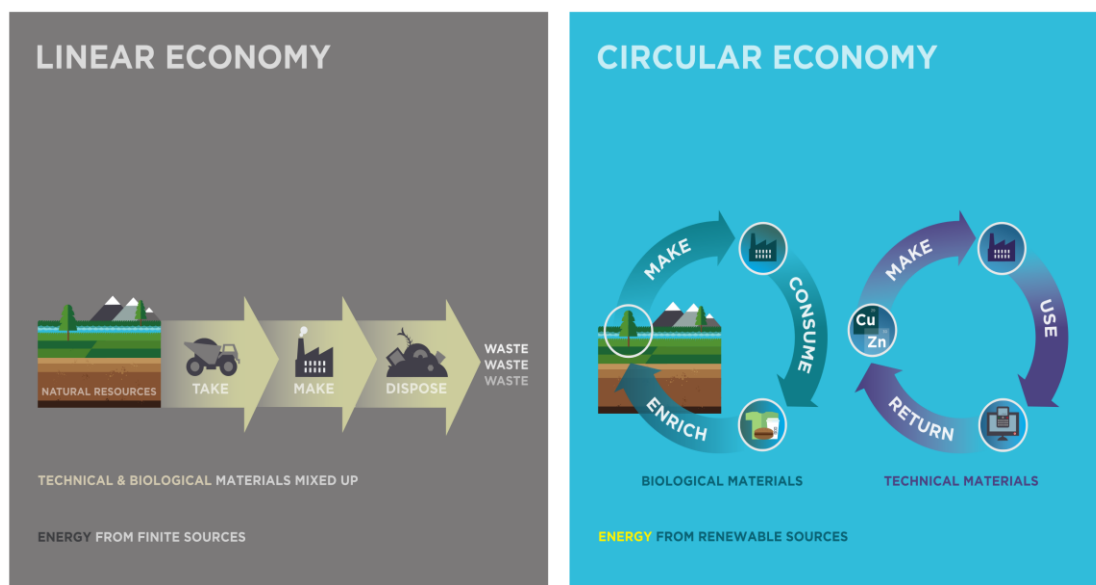 LINEAR ECONOMY
NATURAL RESOURCES
TAKE
MAKE
DISPOSE
WASTE
WASTE
WASTE
TECHNICAL & BIOLOGICAL MATERIALS MIXED UP
ENERGY FROM FINITE SOURCES
CIRCULAR ECONOMY
MAKE
CONSUME
ENRICH
BIOLOGICAL MATERIALS
MAKE
USE
Cu
Zn
RETURN
TECHNICAL MATERIALS
ENERGY FROM RENEWABLE SOURCES